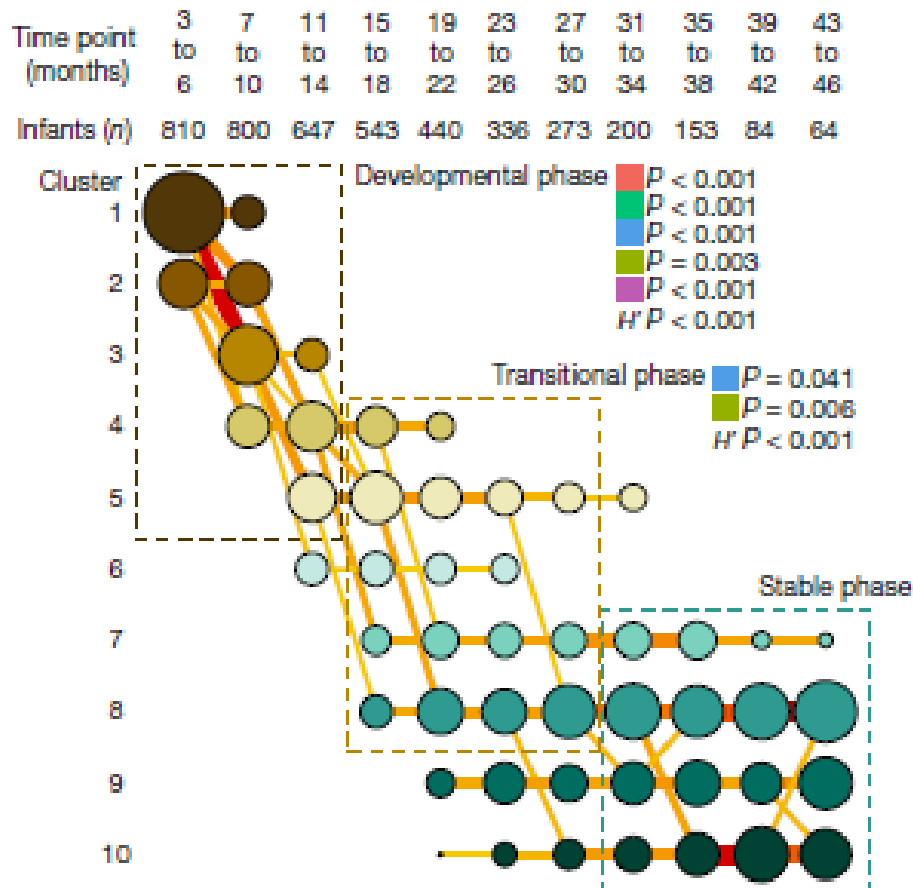 Time point (months) 3 to 6 7 to 10 11 to 14 15 to 18 19 to 22 23 to 26 27 to 30 31 to 34 35 to 38 39 to 42 43 to 46
Infants (n) 810 800 647 543 440 336 273 200 153 84 64
Cluster
Developmental phase P < 0.001
P < 0.001
P < 0.001
P = 0.003
P < 0.001
H' P < 0.001
Transitional phase P = 0.041
P = 0.006
H' P < 0.001
Stable phase
1
2
3
4
5
6
7
8
9
10